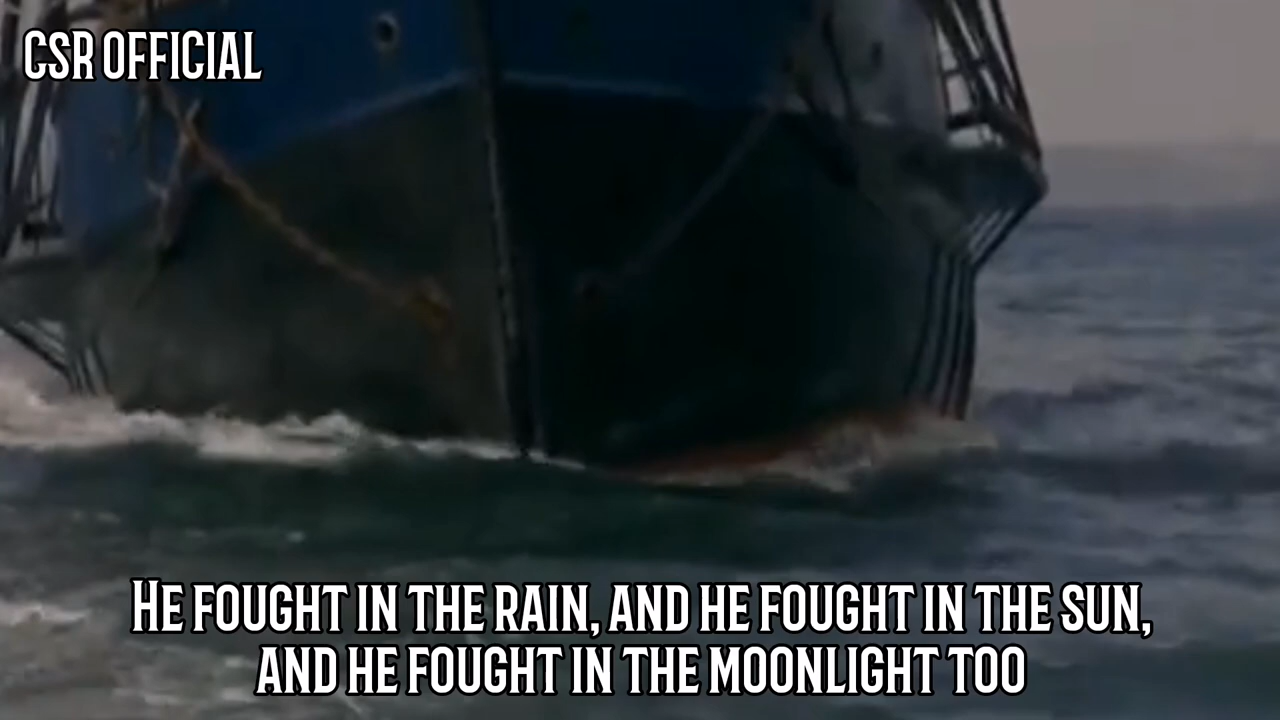 CSR OFFICIAL
HE FOUGHT IN THE RAIN, AND HE FOUGHT IN THE SUN,
AND HE FOUGHT IN THE MOONLIGHT TOO